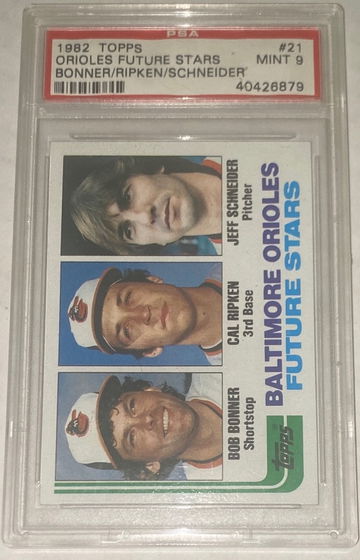 PSA
1982 TOPPS #21
ORIOLES FUTURE STARS MINT 9
BONNER/RIPKEN/SCHNEIDER
40426879
BOB BONNER
Shortstop
CAL RIPKEN
3rd Base
JEFF SCHNEIDER
Pitcher
TOPPS
BALTIMORE ORIOLES
FUTURE STARS